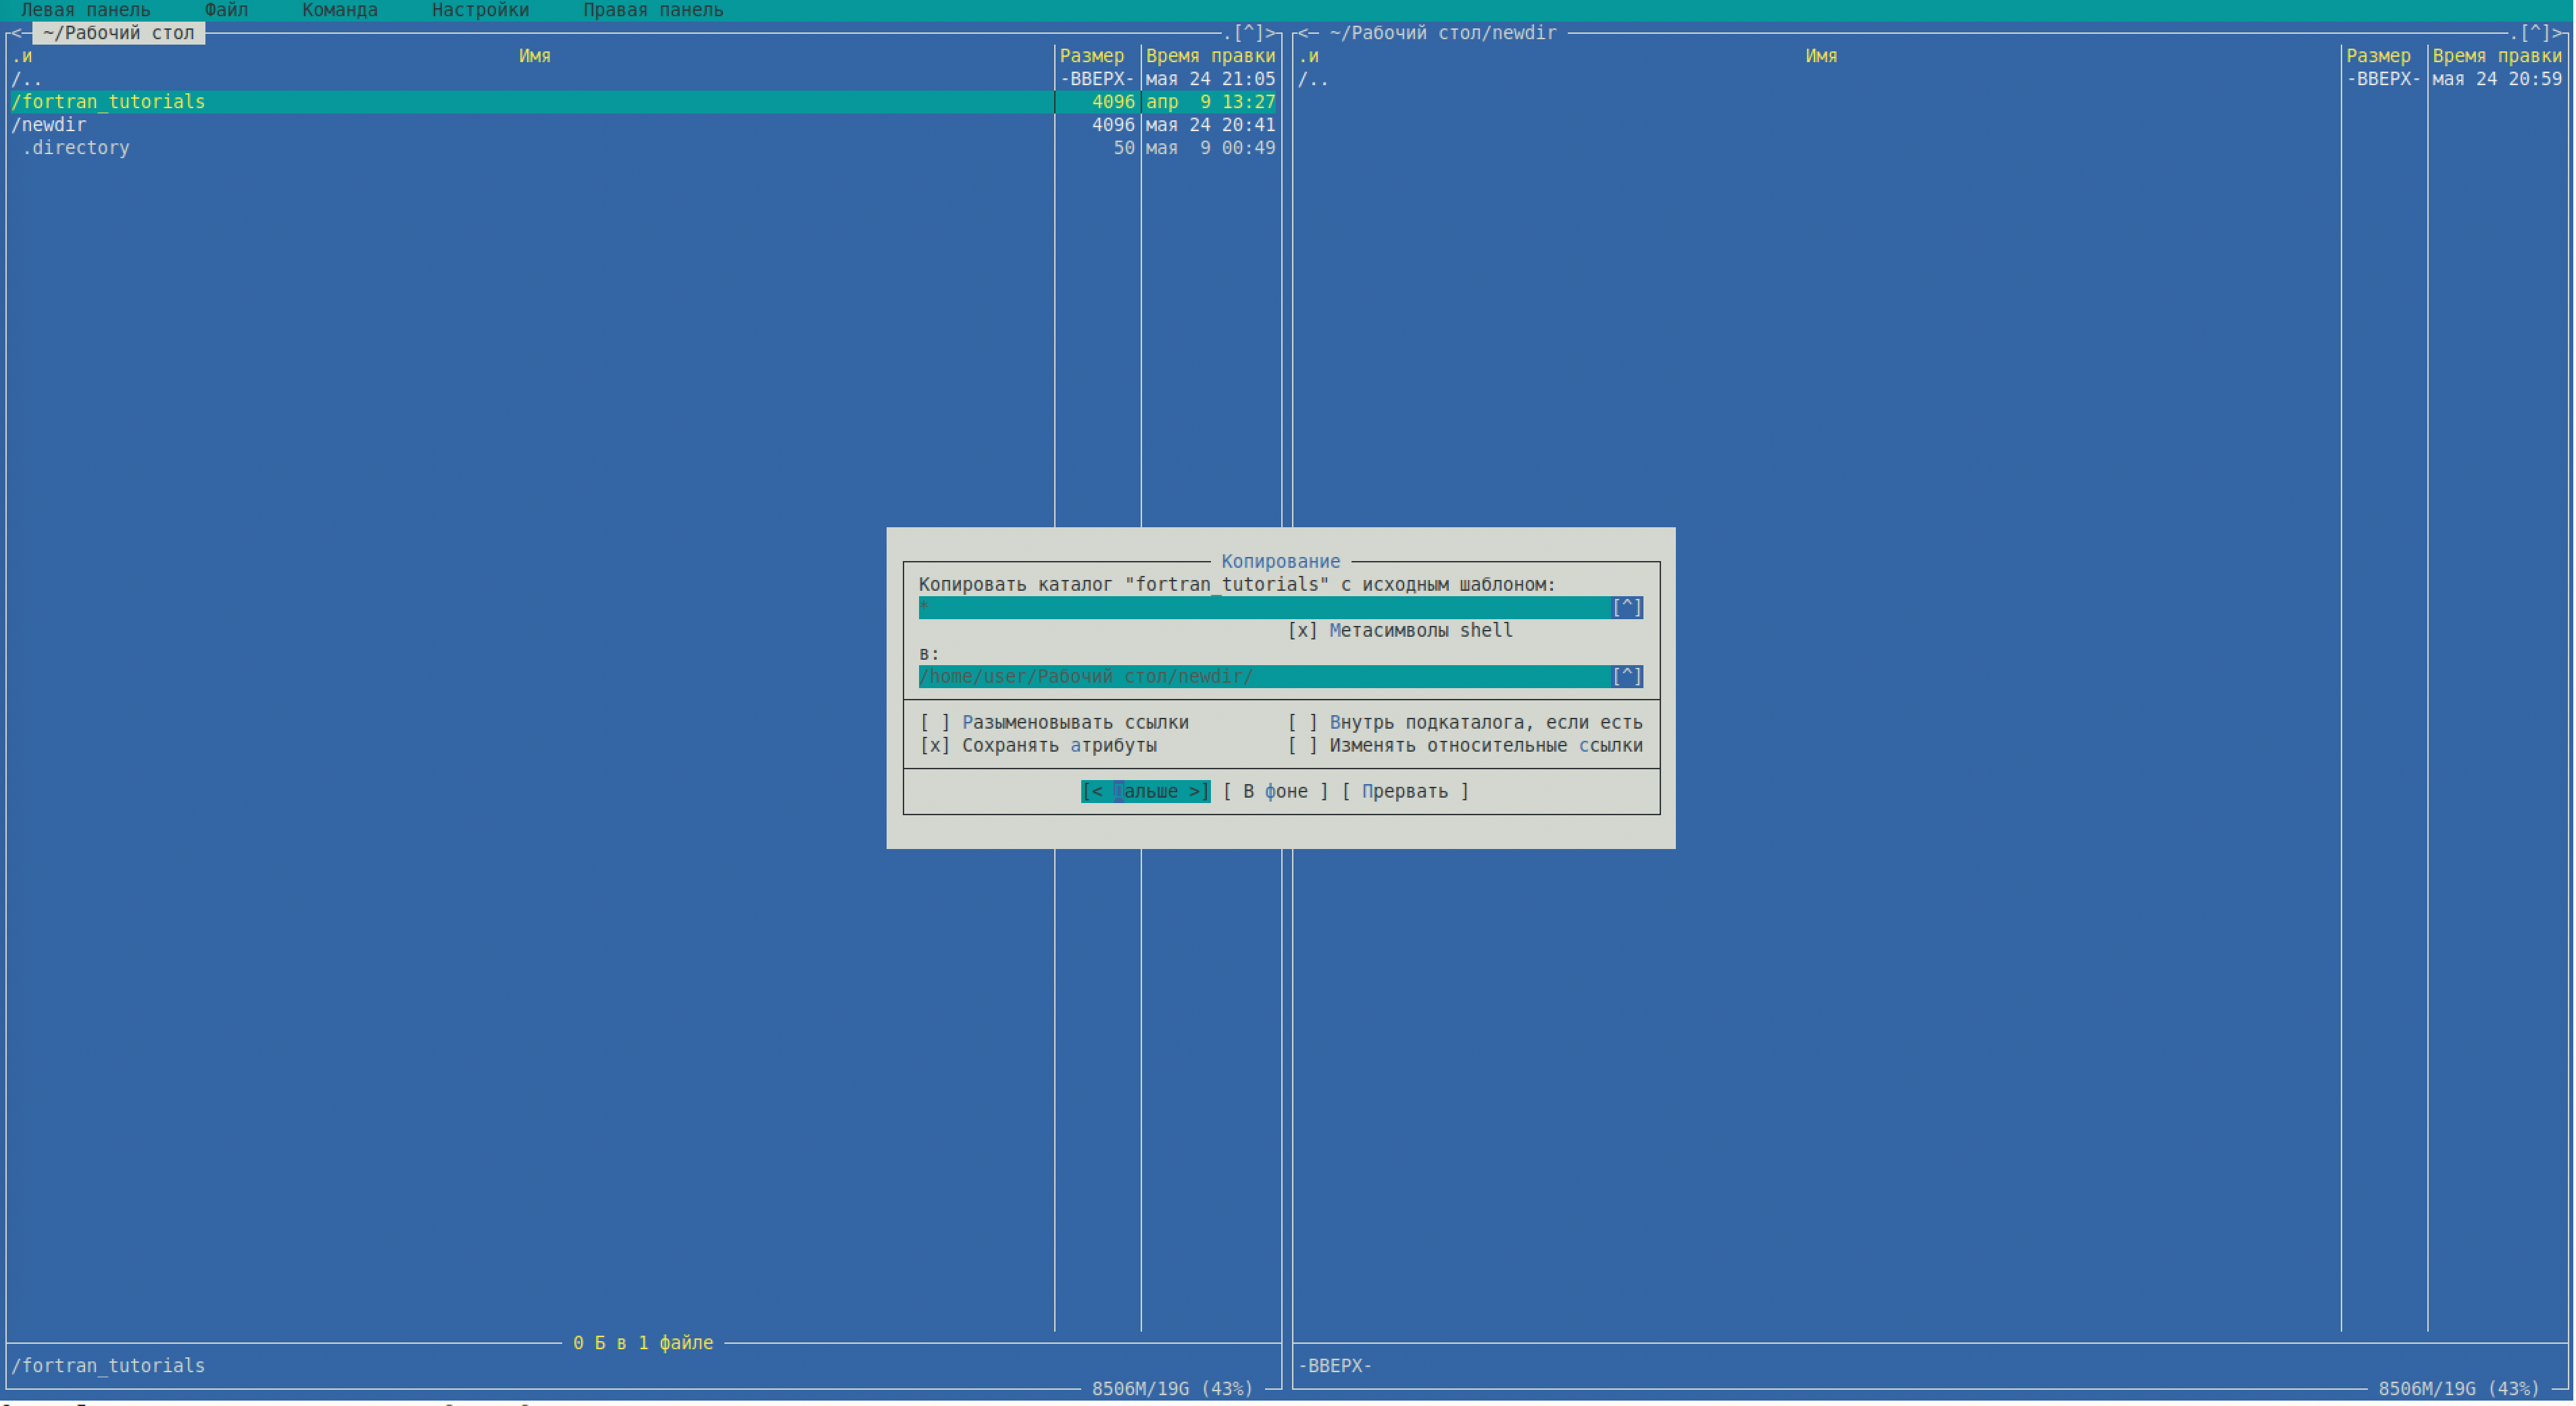 Левая панель Файл Команда Настройки Правая панель
<─ ~/Рабочий стол .[^]>
.и Имя Размер Время правки
/.. -ВВЕРХ- мая 24 21:05
/fortran_tutorials 4096 апр 9 13:27
/newdir 4096 мая 24 20:41
.directory 50 мая 9 00:49
<─ ~/Рабочий стол/newdir .[^]>
.и Имя Размер Время правки
/.. -ВВЕРХ- мая 24 20:59
Копирование
Копировать каталог "fortran_tutorials" с исходным шаблоном:
* [^]
[x] Метасимволы shell
в:
/home/user/Рабочий стол/newdir/ [^]
[ ] Разыменовывать ссылки [ ] Внутрь подкаталога, если есть
[x] Сохранять атрибуты [ ] Изменять относительные ссылки
[< Дальше >] [ В фоне ] [ Прервать ]
0 Б в 1 файле
/fortran_tutorials
8506M/19G (43%)
-ВВЕРХ-
8506M/19G (43%)